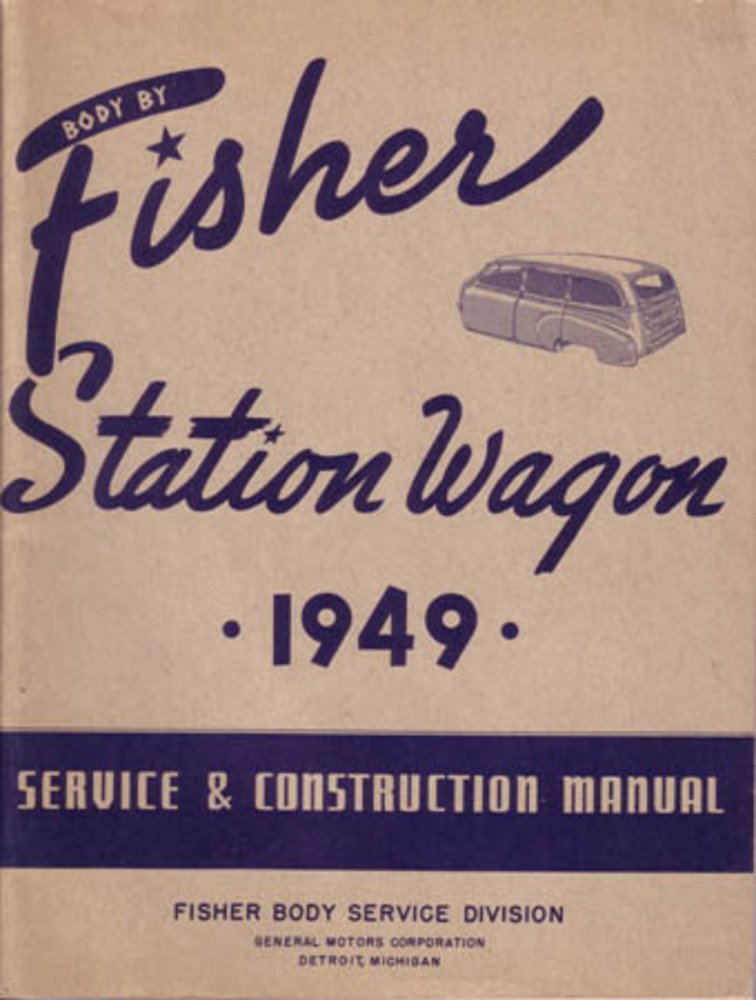 BODY BY
Fisher
Station Wagon
• 1949 •
SERVICE & CONSTRUCTION MANUAL
FISHER BODY SERVICE DIVISION
GENERAL MOTORS CORPORATION
DETROIT, MICHIGAN